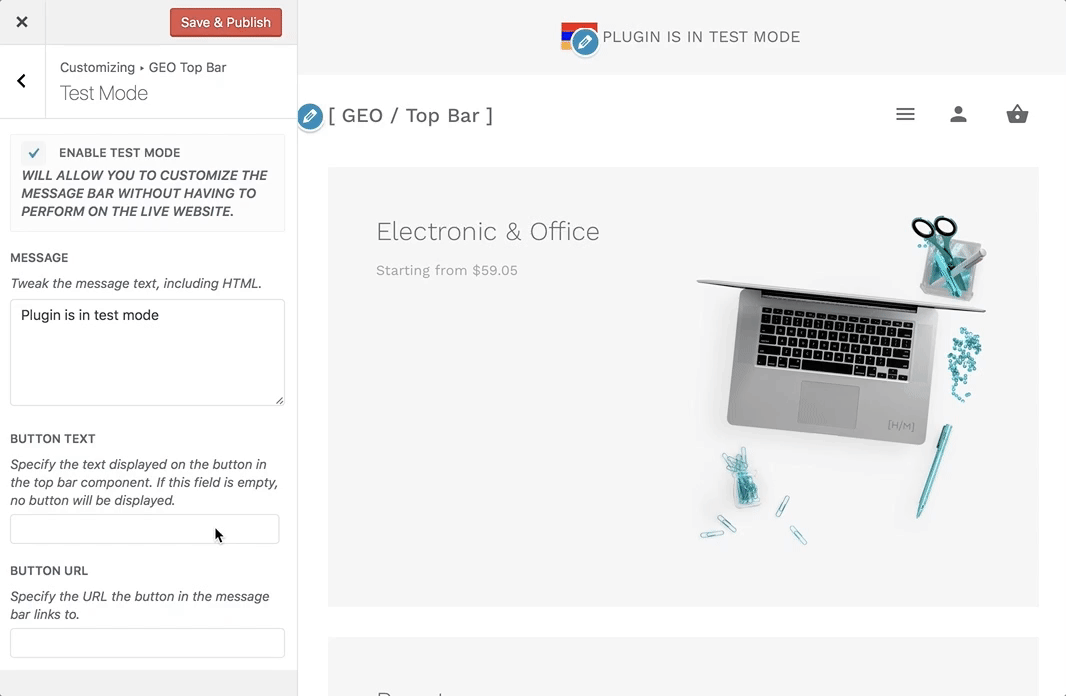 Save & Publish
Customizing ▸ GEO Top Bar
Test Mode
ENABLE TEST MODE
WILL ALLOW YOU TO CUSTOMIZE THE
MESSAGE BAR WITHOUT HAVING TO
PERFORM ON THE LIVE WEBSITE.
MESSAGE
Tweak the message text, including HTML.
Plugin is in test mode
BUTTON TEXT
Specify the text displayed on the button in
the top bar component. If this field is empty,
no button will be displayed.
BUTTON URL
Specify the URL the button in the message
bar links to.
PLUGIN IS IN TEST MODE
[ GEO / Top Bar ]
Electronic & Office
Starting from $59.05
[H/M]